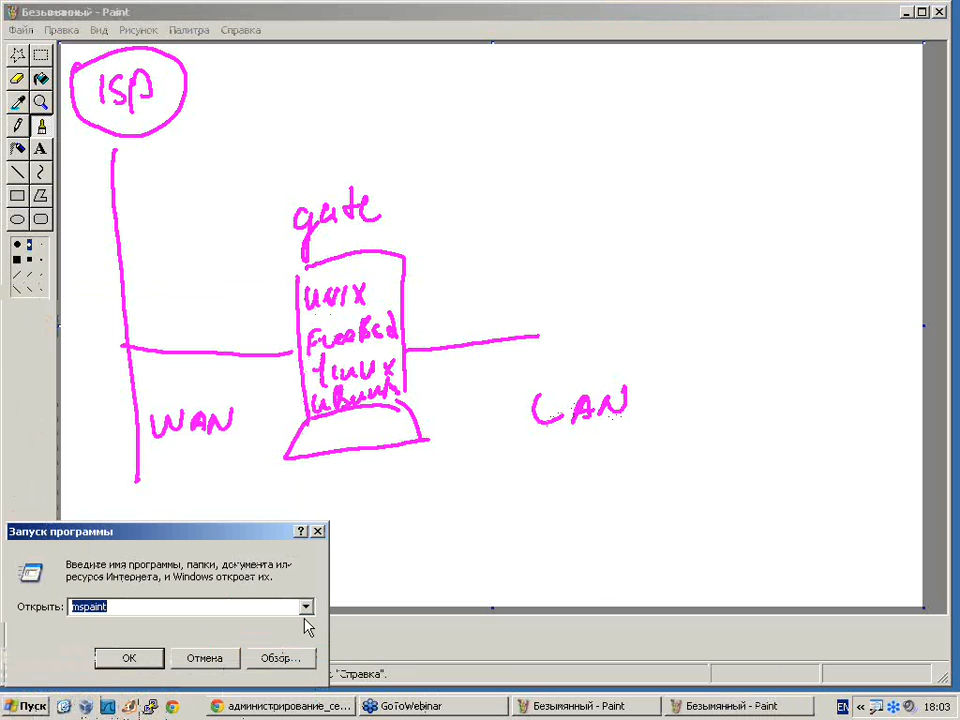 Безымянный - Paint
Файл Правка Вид Рисунок Палитра Справка
ISP
gate
UNIX
FreeBSD
Linux
Ubuntu
WAN
LAN
Запуск программы
Введите имя программы, папки, документа или
ресурсы Интернета, и Windows откроет их.
Открыть: mspaint
OK Отмена Обзор...
"Справка".
Пуск администрирование_се... GoToWebinar Безымянный - Paint Безымянный - Paint EN 18:03